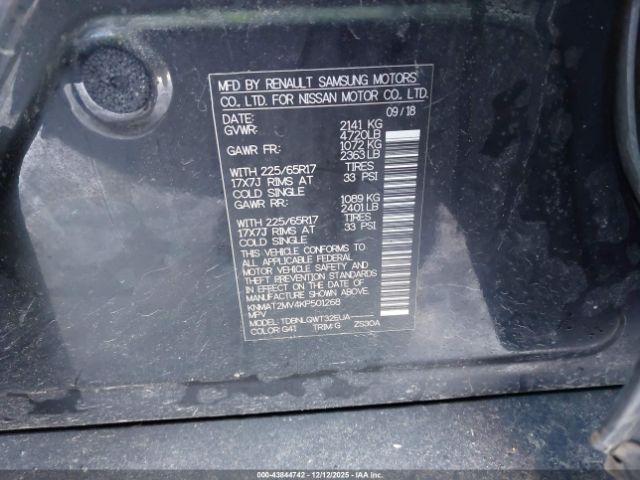 MFD BY RENAULT SAMSUNG MOTORS
CO. LTD. FOR NISSAN MOTOR CO. LTD.
DATE: 09/18
GVWR: 2141 KG
4720LB
GAWR FR: 1072 KG
2363LB
WITH 225/65R17 TIRES
17X7J RIMS AT 33 PSI
COLD SINGLE
GAWR RR: 1089 KG
2401LB
WITH 225/65R17 TIRES
17X7J RIMS AT 33 PSI
COLD SINGLE
THIS VEHICLE CONFORMS TO
ALL APPLICABLE FEDERAL
MOTOR VEHICLE SAFETY AND
THEFT PREVENTION STANDARDS
IN EFFECT ON THE DATE OF
MANUFACTURE SHOWN ABOVE.
KNMAT2MV4KP501268
MPV
MODEL: TDBNLGWT32EUA-----
COLOR: G41 TRIM:G ZS30A
000-43844742 - 12/12/2025 - IAAI.CA